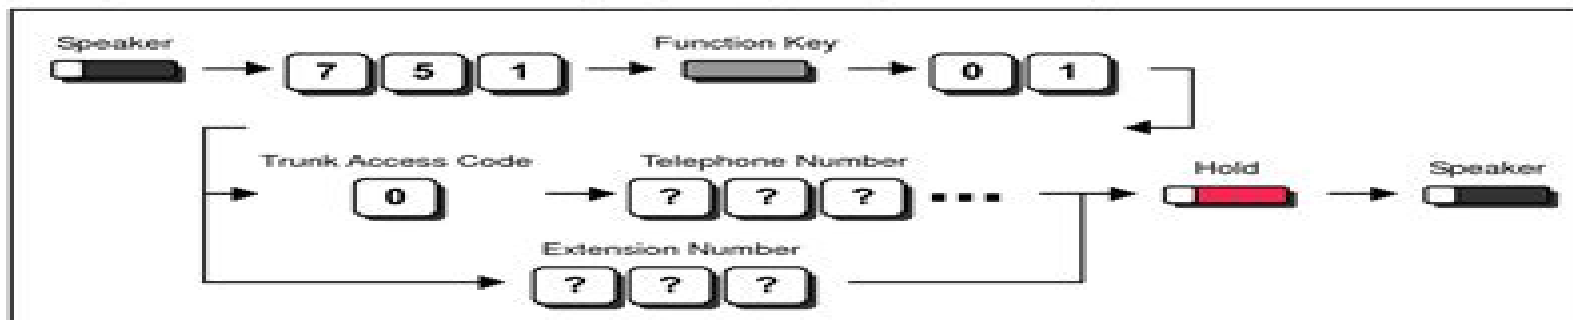 Speaker Function Key
7 5 1 0 1
Trunk Access Code Telephone Number Hold Speaker
0 ? ? ? ...
Extension Number
? ? ?